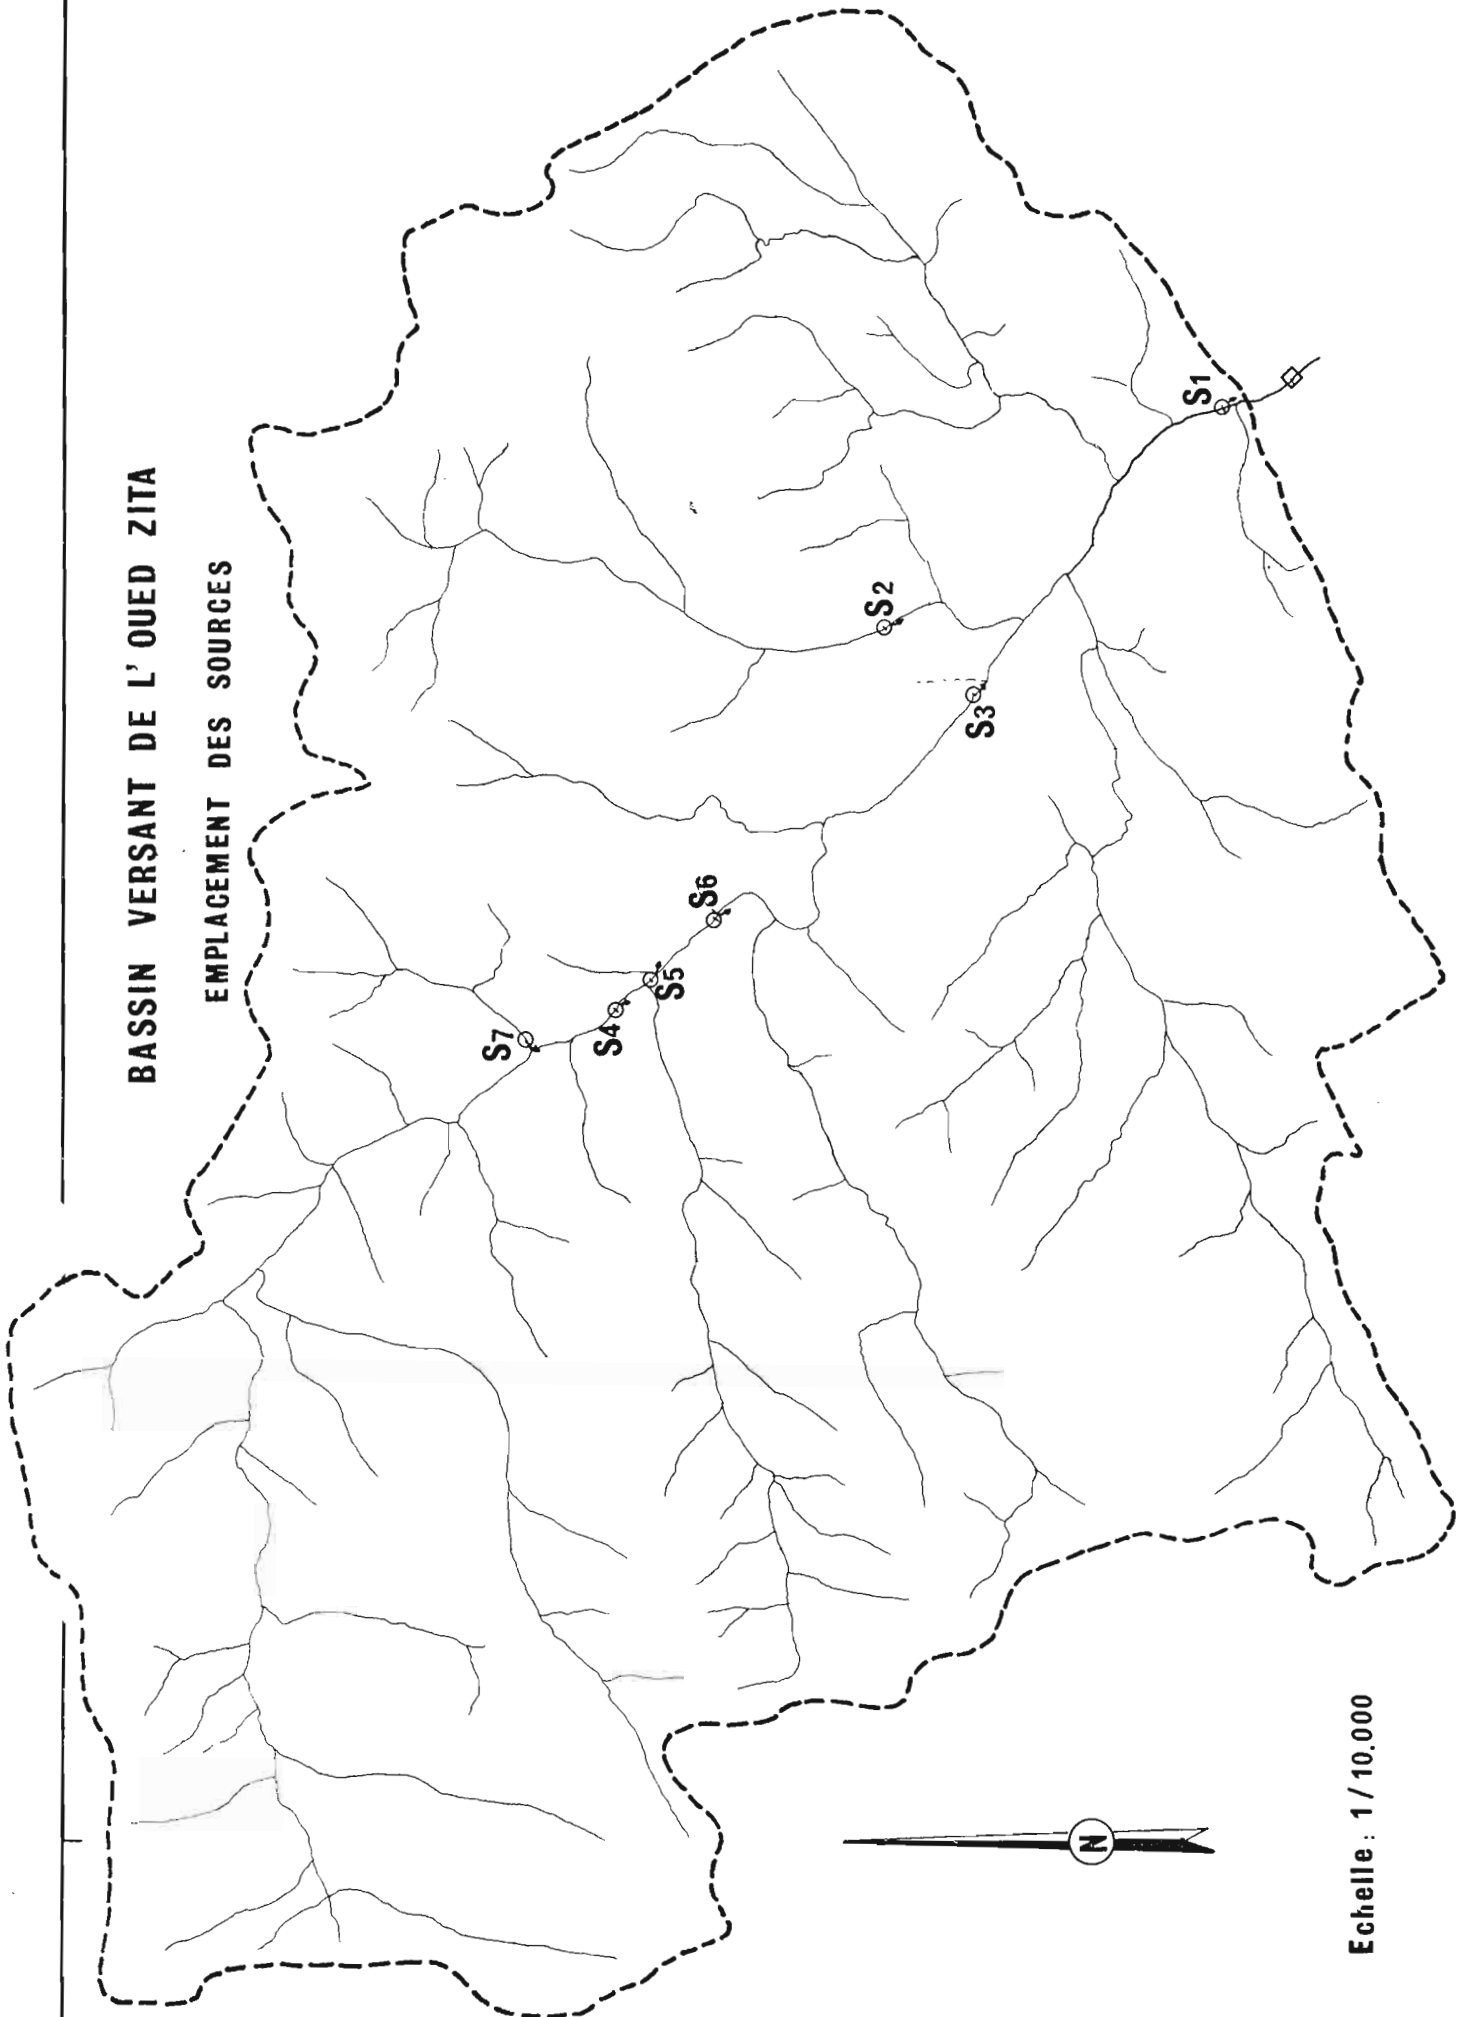 BASSIN VERSANT DE L'OUED ZITA
EMPLACEMENT DES SOURCES
S7
S4
S5
S6
S3
S2
S1
N
Echelle: 1/10.000